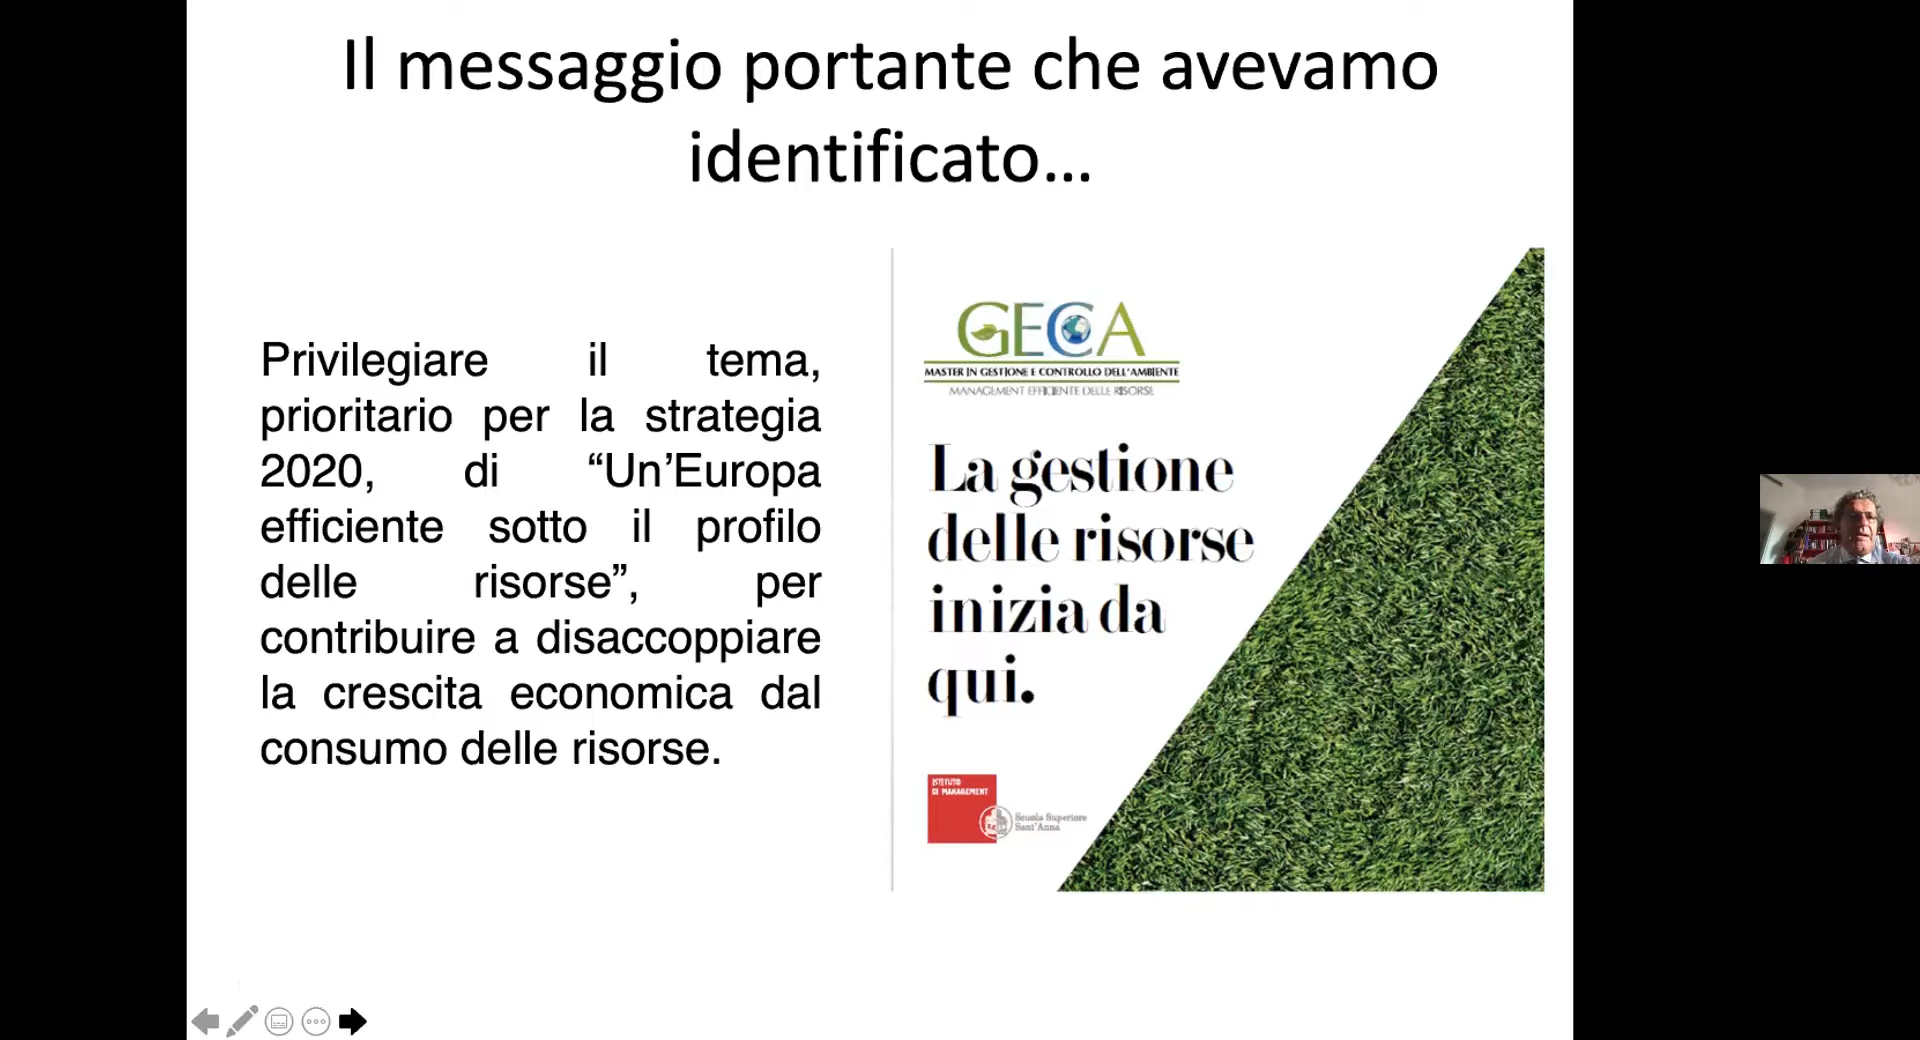 Il messaggio portante che avevamo
identificato...
Privilegiare il tema,
prioritario per la strategia
2020, di “Un’Europa
efficiente sotto il profilo
delle risorse”, per
contribuire a disaccoppiare
la crescita economica dal
consumo delle risorse.
GECA
MASTER IN GESTIONE E CONTROLLO DELL'AMBIENTE
MANAGEMENT EFFICIENTE DELLE RISORSE
La gestione
delle risorse
inizia da
qui.
ISTITUTO
DI MANAGEMENT
Scuola Superiore
Sant'Anna